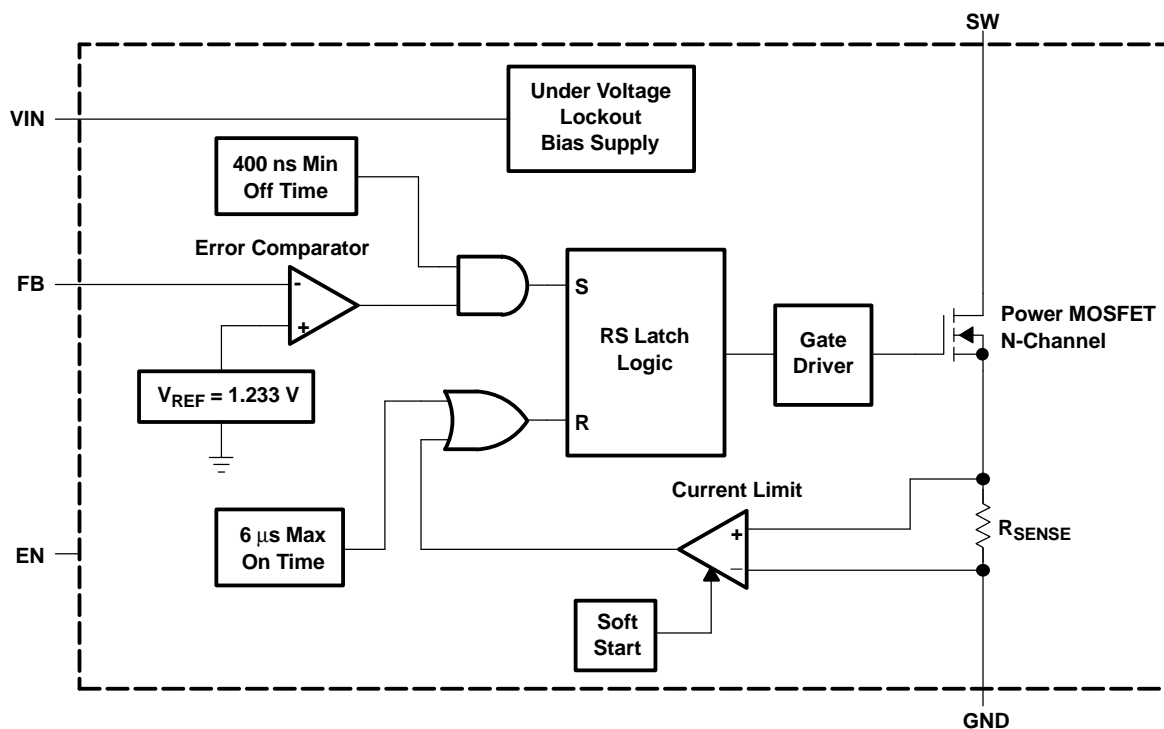 SW
VIN
Under Voltage
Lockout
Bias Supply
400 ns Min
Off Time
Error Comparator
FB
-
+
S
RS Latch
Logic
R
Gate
Driver
Power MOSFET
N-Channel
VREF = 1.233 V
Current Limit
+
–
RSENSE
6 μs Max
On Time
EN
Soft
Start
GND